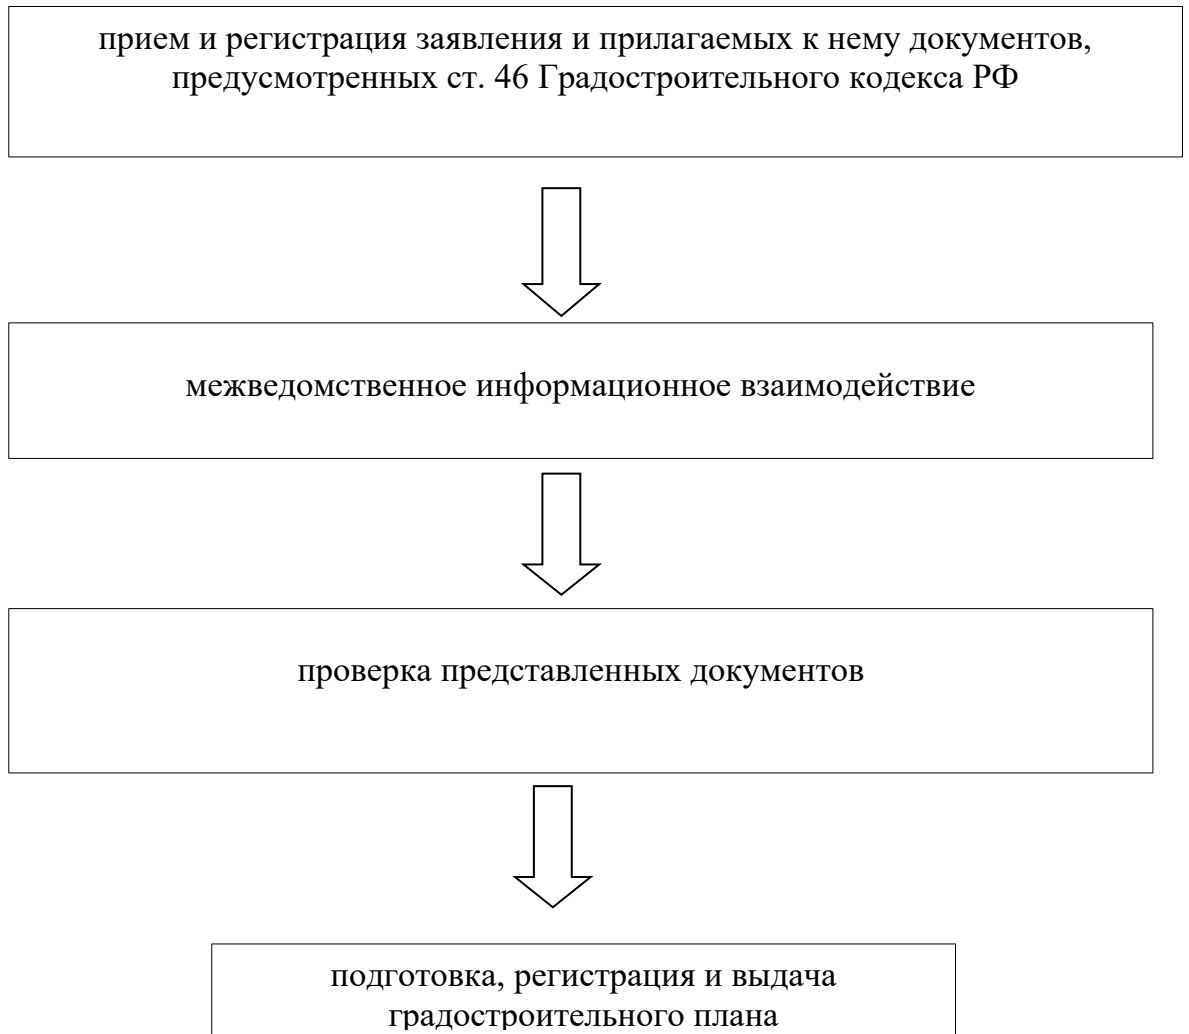 прием и регистрация заявления и прилагаемых к нему документов,
предусмотренных ст. 46 Градостроительного кодекса РФ
межведомственное информационное взаимодействие
проверка представленных документов
подготовка, регистрация и выдача
градостроительного плана